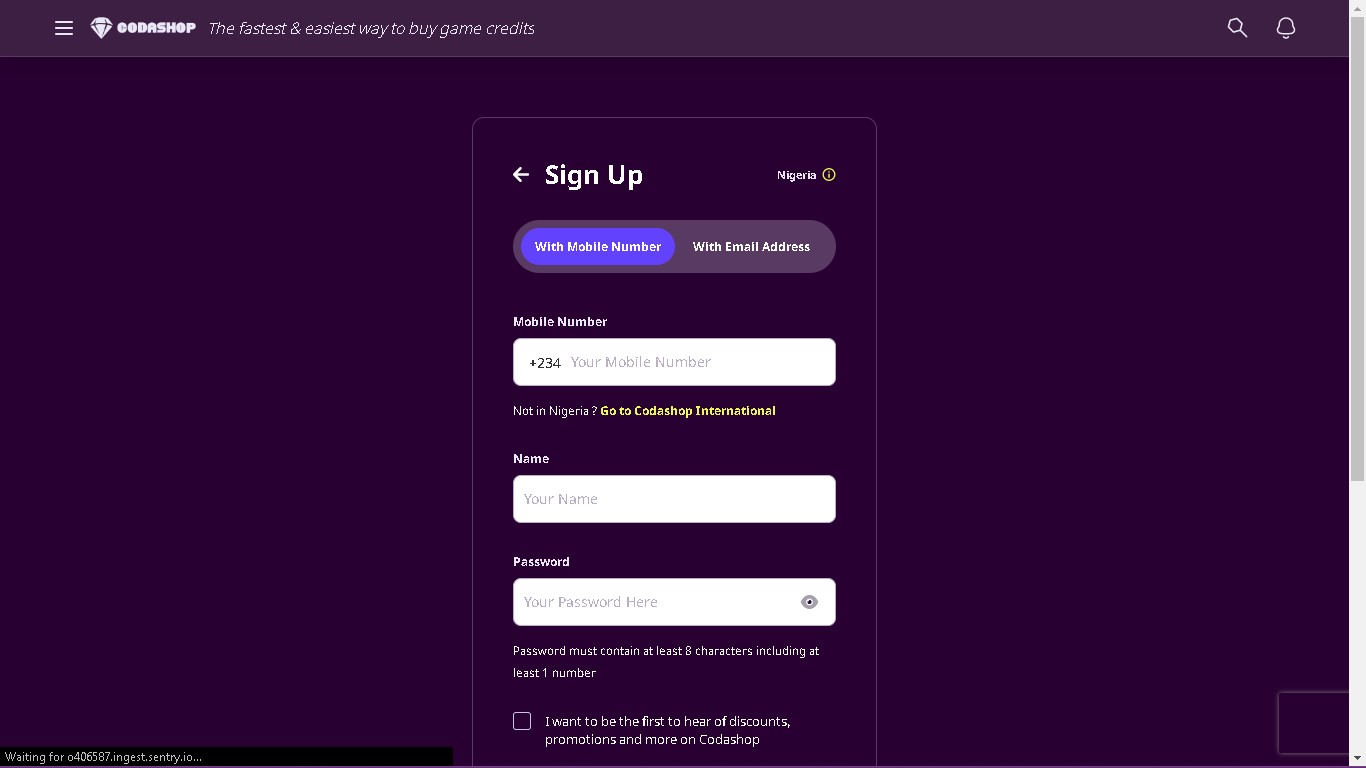 CODASHOP The fastest & easiest way to buy game credits
Sign Up Nigeria
With Mobile Number With Email Address
Mobile Number
+234 Your Mobile Number
Not in Nigeria ? Go to Codashop International
Name
Your Name
Password
Your Password Here
Password must contain at least 8 characters including at
least 1 number
I want to be the first to hear of discounts,
promotions and more on Codashop
Waiting for o406587.ingest.sentry.io...